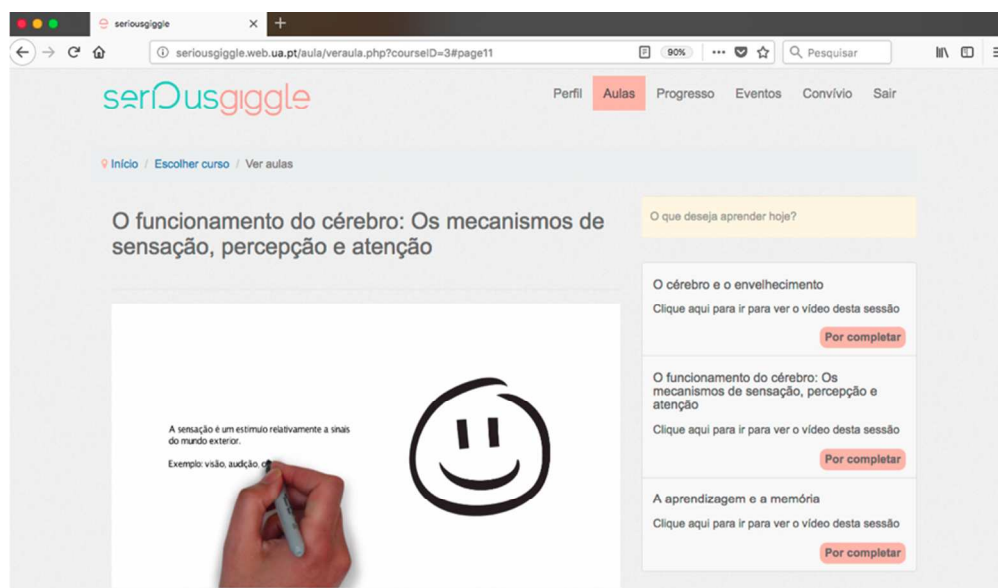 seriousgiggle
seriousgiggle.web.ua.pt/aula/veraula.php?courseID=3#page11
90%
Pesquisar
seriousgiggle
Perfil
Aulas
Progresso
Eventos
Convívio
Sair
Início / Escolher curso / Ver aulas
O funcionamento do cérebro: Os mecanismos de
sensação, percepção e atenção
A sensação é um estimulo relativamente a sinais
do mundo exterior.
Exemplo: visão, audição,
O que deseja aprender hoje?
O cérebro e o envelhecimento
Clique aqui para ir para ver o vídeo desta sessão
Por completar
O funcionamento do cérebro: Os
mecanismos de sensação, percepção e
atenção
Clique aqui para ir para ver o vídeo desta sessão
Por completar
A aprendizagem e a memória
Clique aqui para ir para ver o vídeo desta sessão
Por completar